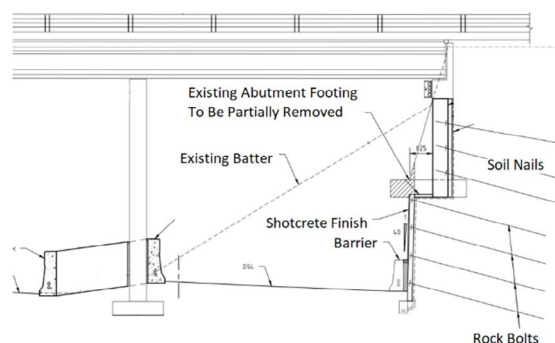 Existing Abutment Footing
To Be Partially Removed
825
Existing Batter
Soil Nails
Shotcrete Finish
Barrier
40
DSL
Rock Bolts